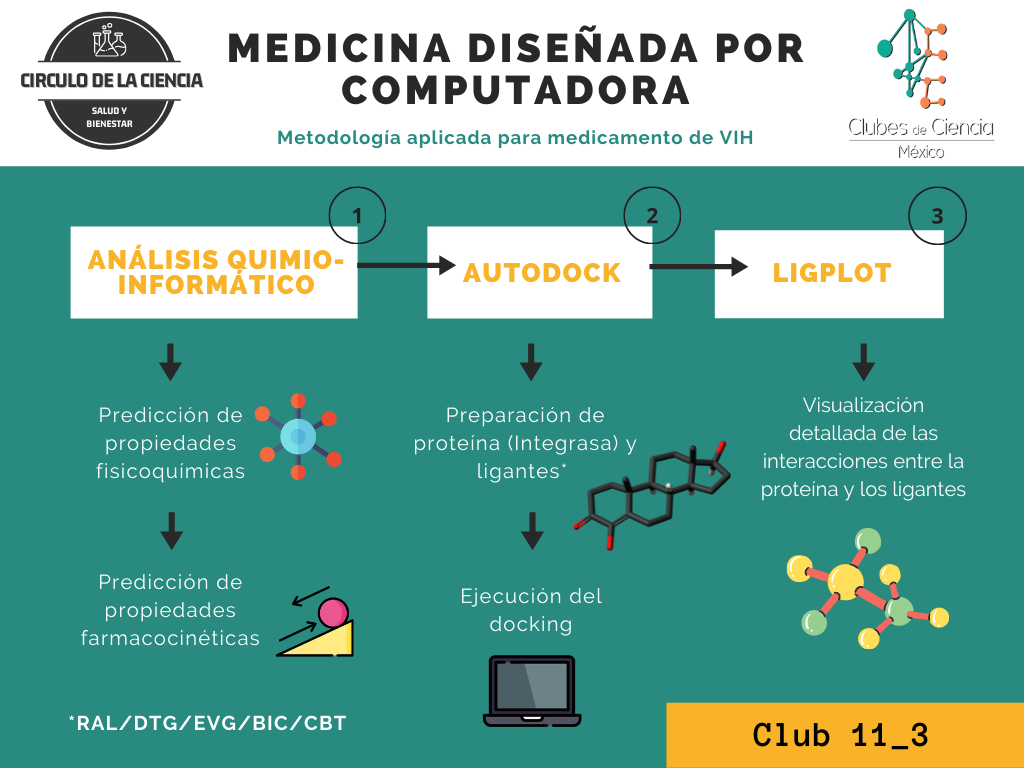 CIRCULO DE LA CIENCIA
SALUD Y
BIENESTAR
MEDICINA DISEÑADA POR
COMPUTADORA
Metodología aplicada para medicamento de VIH
Clubes de Ciencia
México
1
ANÁLISIS QUIMIO-
INFORMÁTICO
2
AUTODOCK
3
LIGPLOT
Predicción de
propiedades
fisicoquímicas
Predicción de
propiedades
farmacocinéticas
Preparación de
proteína (Integrasa) y
ligantes*
Ejecución del
docking
Visualización
detallada de las
interacciones entre la
proteína y los ligantes
*RAL/DTG/EVG/BIC/CBT
Club 11_3